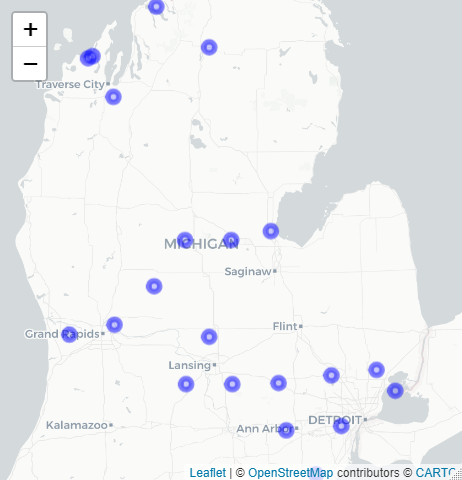 +
−
Traverse City
MICHIGAN
Saginaw
Grand Rapids
Flint
Lansing
Kalamazoo
Ann Arbor
DETROIT
Leaflet | © OpenStreetMap contributors © CARTO